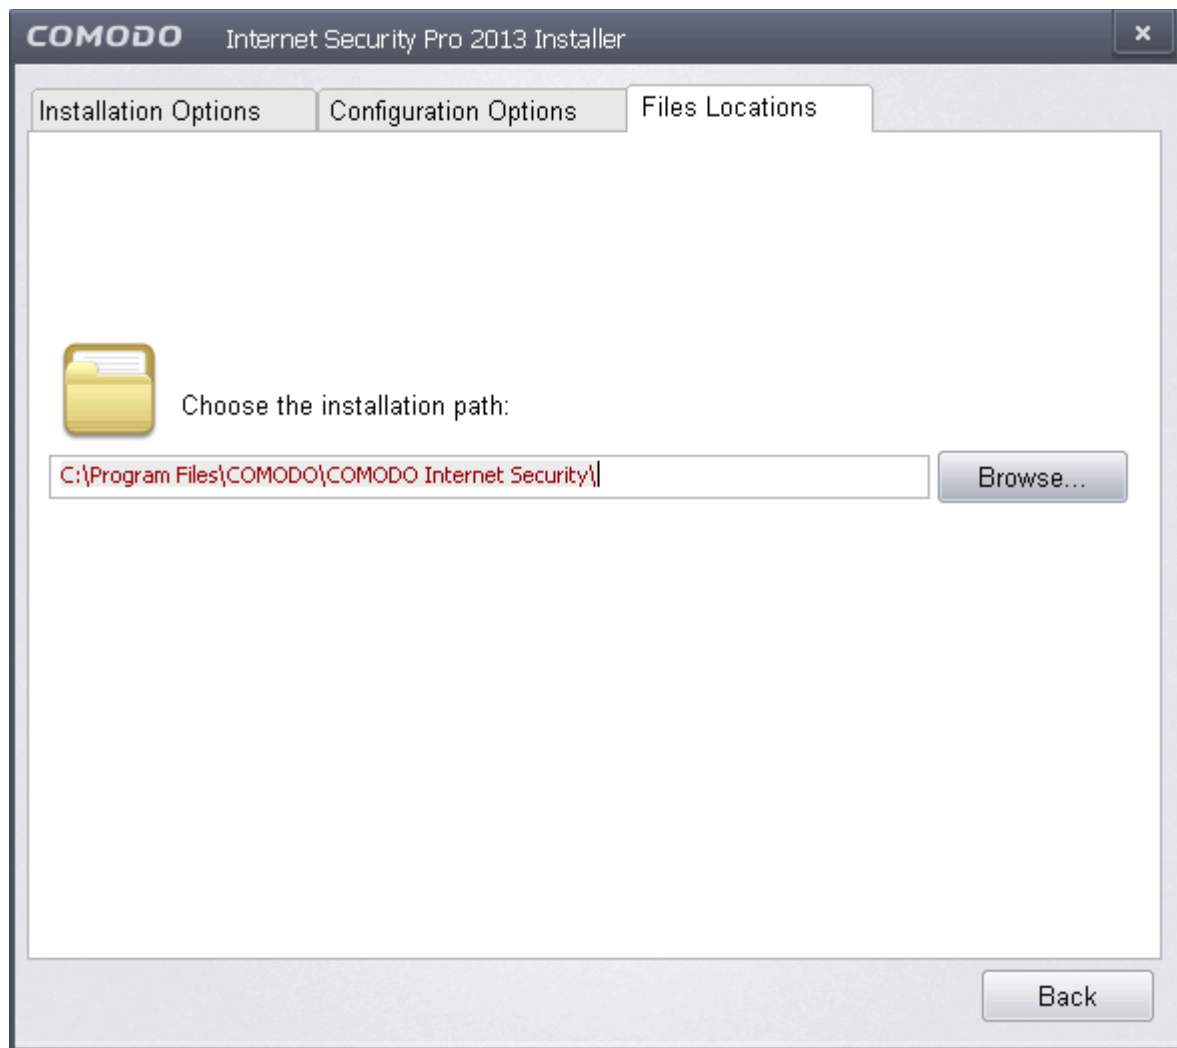 COMODO Internet Security Pro 2013 Installer
Installation Options Configuration Options Files Locations
Choose the installation path:
C:\Program Files\COMODO\COMODO Internet Security\
Browse...
Back